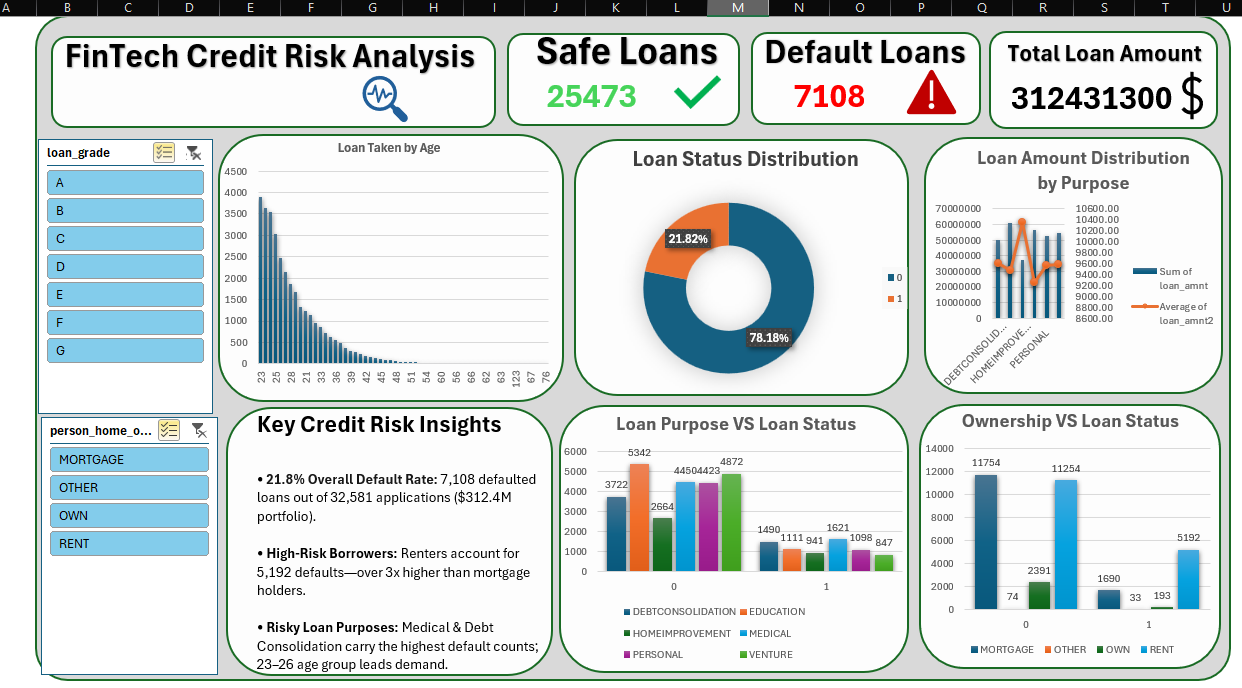 A B C D E F G H I J K L M N O P Q R S T U
FinTech Credit Risk Analysis
Safe Loans
25473
Default Loans
7108
Total Loan Amount
312431300 $
loan_grade
A
B
C
D
E
F
G
person_home_o...
MORTGAGE
OTHER
OWN
RENT
Loan Taken by Age
4500
4000
3500
3000
2500
2000
1500
1000
500
0
23 25 28 21 33 36 39 42 45 48 51 54 60 56 66 62 63 123 67 76
Loan Status Distribution
21.82%
78.18%
0
1
Loan Amount Distribution
by Purpose
70000000
60000000
50000000
40000000
30000000
20000000
10000000
0
10600.00
10400.00
10200.00
10000.00
9800.00
9600.00
9400.00
9200.00
9000.00
8800.00
8600.00
DEBTCONSOLID...
HOMEIMPROVE...
PERSONAL
Sum of
loan_amnt
Average of
loan_amnt2
Key Credit Risk Insights
• 21.8% Overall Default Rate: 7,108 defaulted
loans out of 32,581 applications ($312.4M
portfolio).
• High-Risk Borrowers: Renters account for
5,192 defaults—over 3x higher than mortgage
holders.
• Risky Loan Purposes: Medical & Debt
Consolidation carry the highest default counts;
23–26 age group leads demand.
Loan Purpose VS Loan Status
6000
5000
4000
3000
2000
1000
0
3722 5342 2664 4450 4423 4872
1490 1111 941 1621 1098 847
0 1
DEBTCONSOLIDATION EDUCATION
HOMEIMPROVEMENT MEDICAL
PERSONAL VENTURE
Ownership VS Loan Status
14000
12000
10000
8000
6000
4000
2000
0
11754 74 2391 11254
1690 33 193 5192
0 1
MORTGAGE OTHER OWN RENT